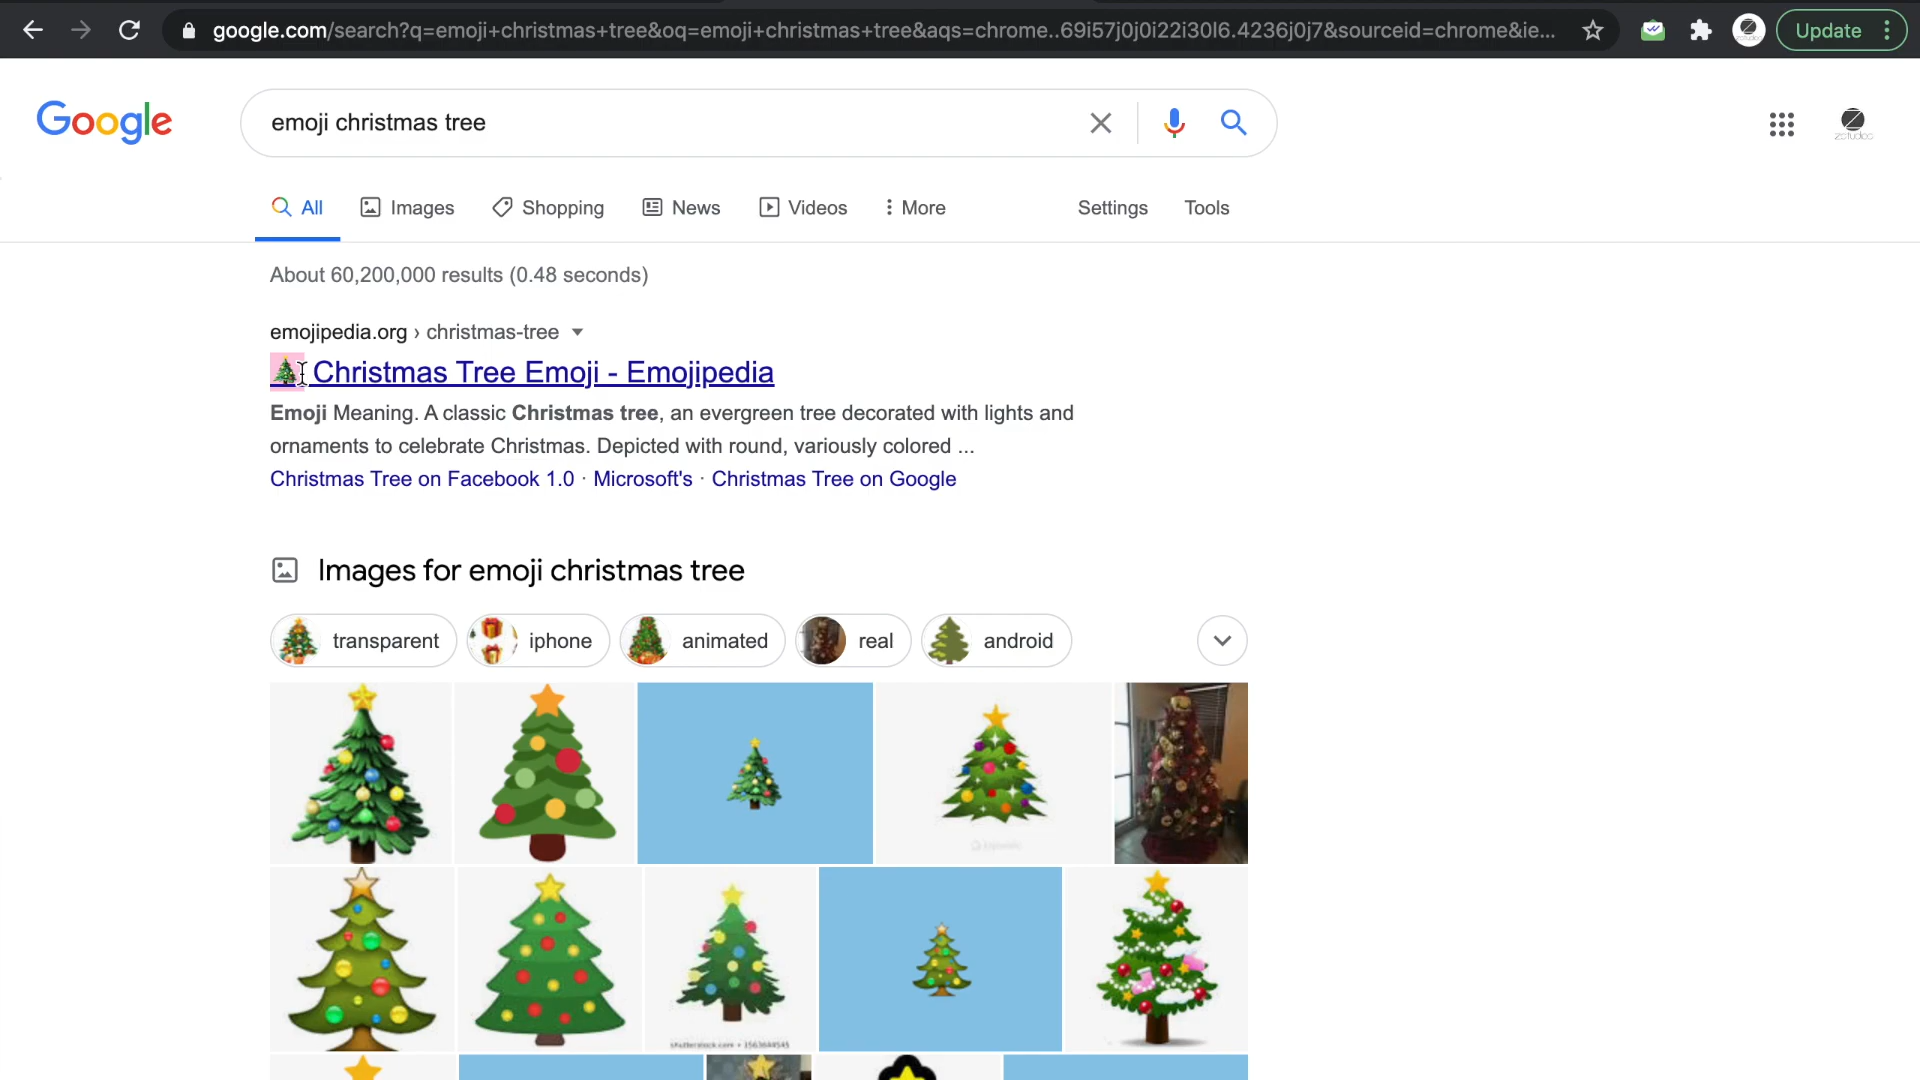 google.com/search?q=emoji+christmas+tree&oq=emoji+christmas+tree&aqs=chrome..69i57j0j0i22i30l6.4236j0j7&sourceid=chrome&ie...
Update
Google
emoji christmas tree
All
Images
Shopping
News
Videos
More
Settings
Tools
About 60,200,000 results (0.48 seconds)
emojipedia.org › christmas-tree
🎄 Christmas Tree Emoji - Emojipedia
Emoji Meaning. A classic Christmas tree, an evergreen tree decorated with lights and
ornaments to celebrate Christmas. Depicted with round, variously colored ...
Christmas Tree on Facebook 1.0 · Microsoft's · Christmas Tree on Google
Images for emoji christmas tree
transparent
iphone
animated
real
android
shutterstock.com • 1563644545